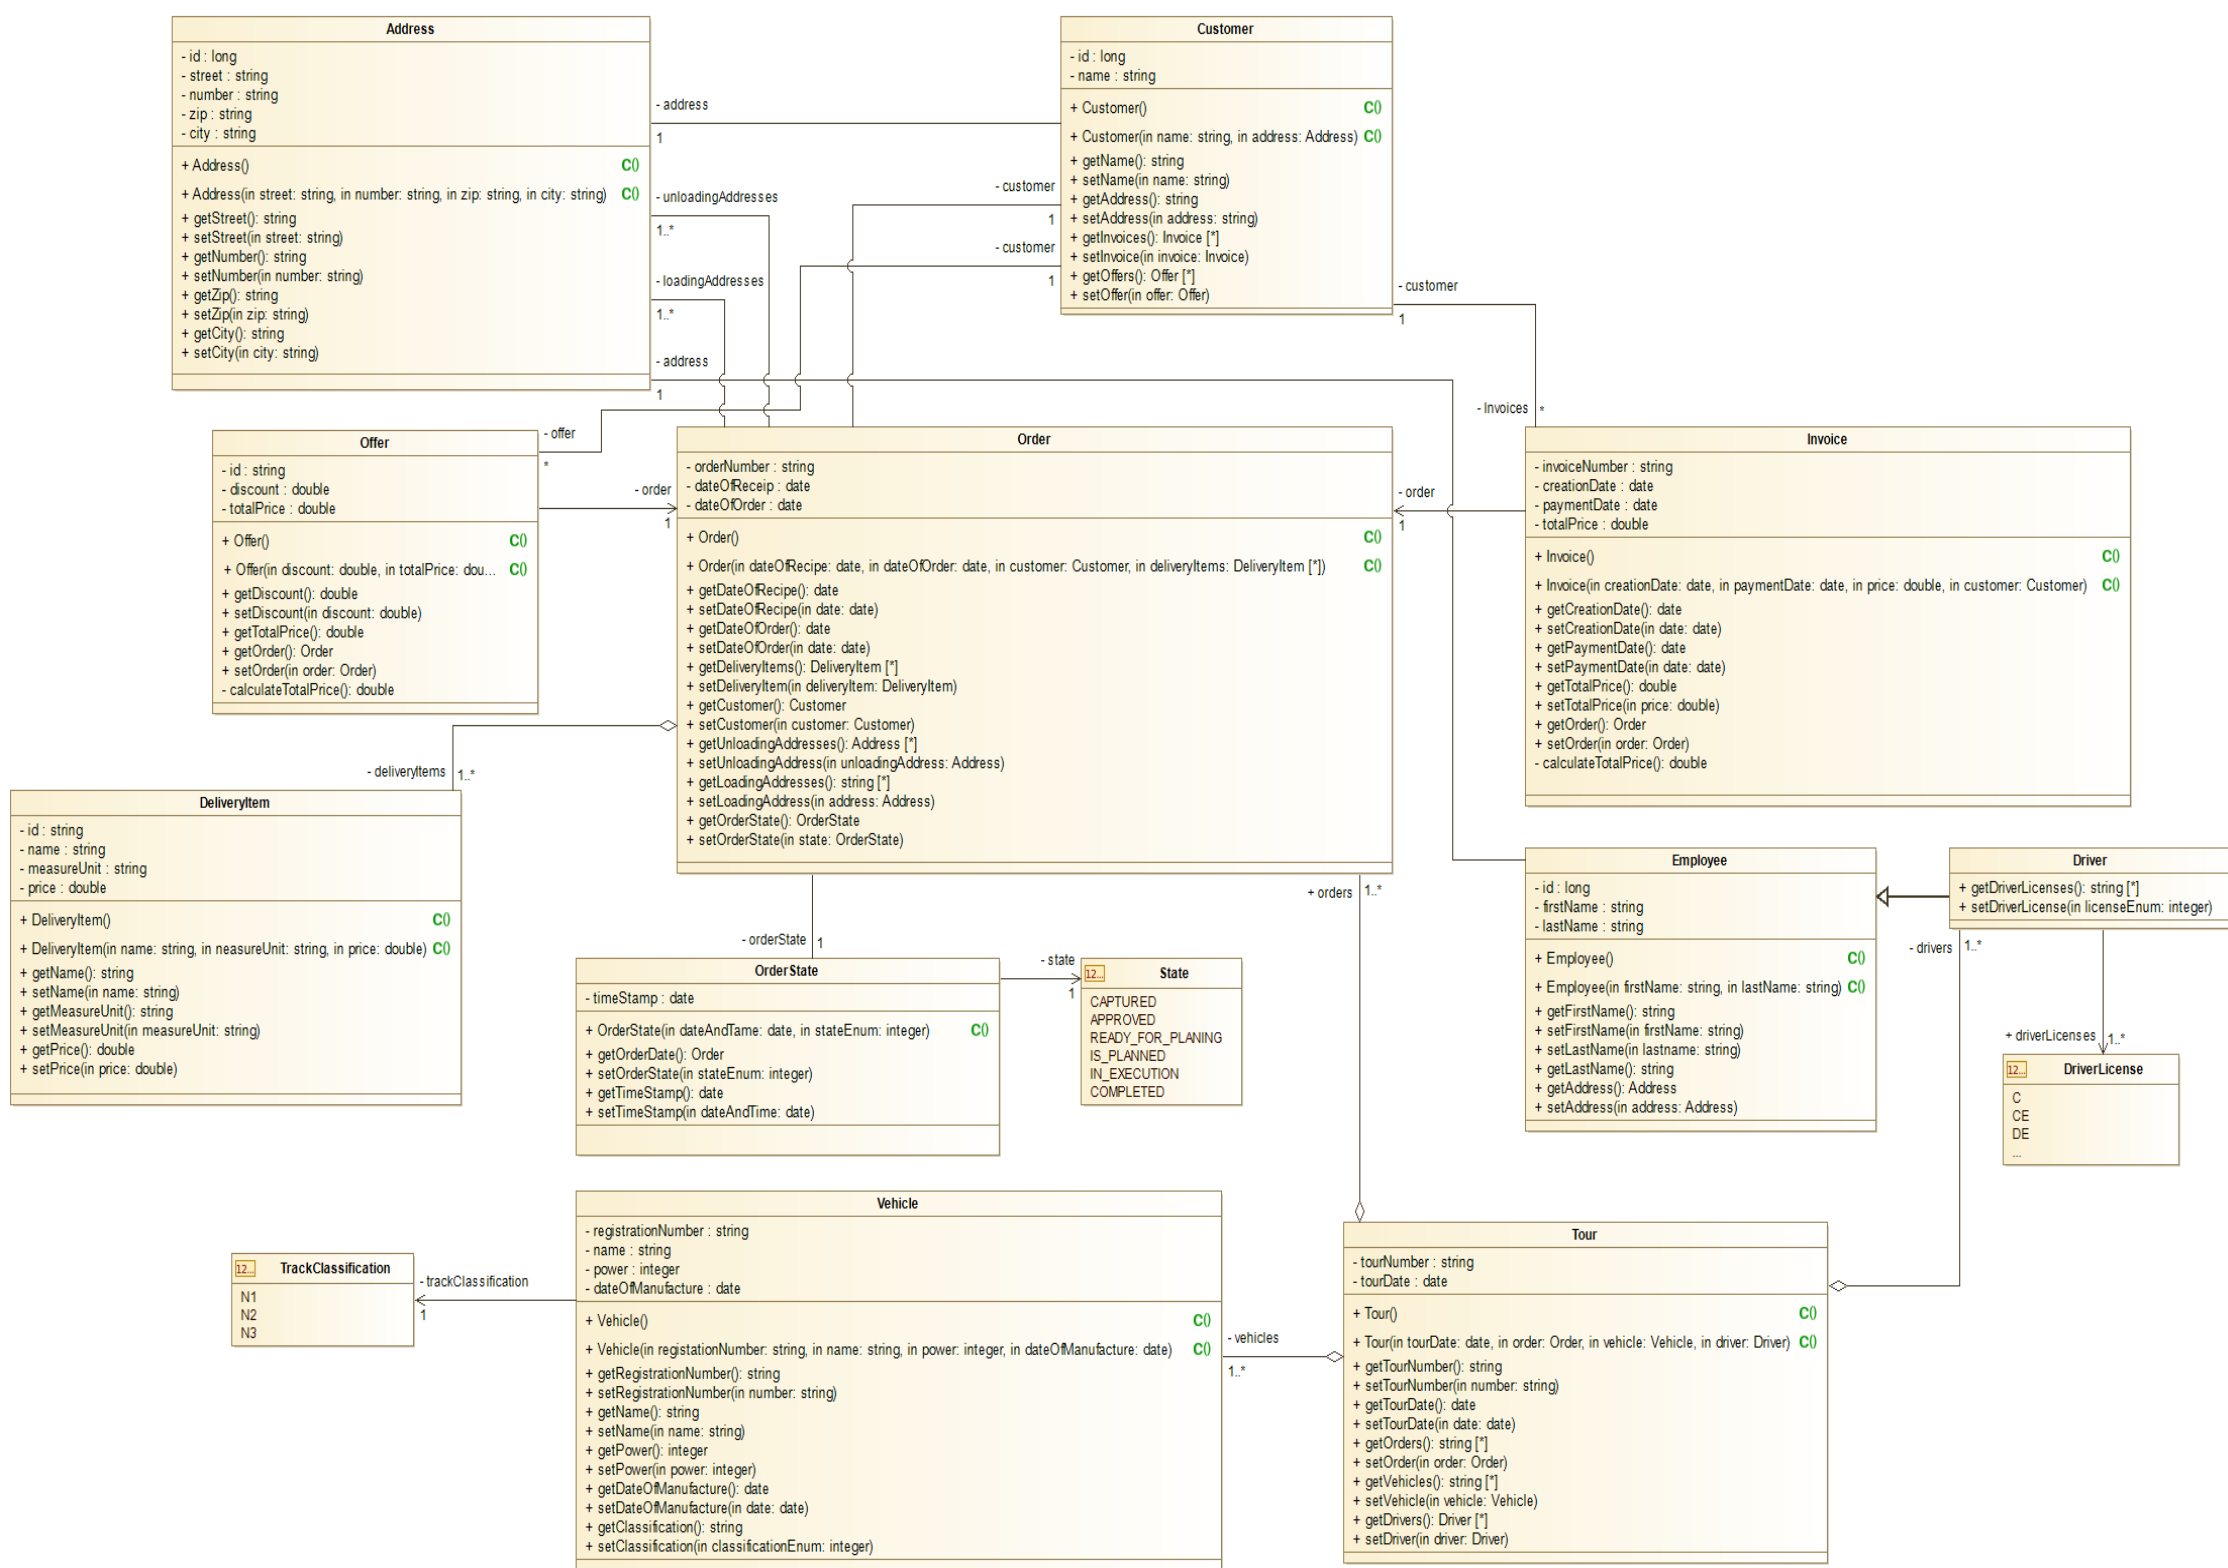 Address
- id : long
- street : string
- number : string
- zip : string
- city : string
+ Address() C()
+ Address(in street: string, in number: string, in zip: string, in city: string) C()
+ getStreet(): string
+ setStreet(in street: string)
+ getNumber(): string
+ setNumber(in number: string)
+ getZip(): string
+ setZip(in zip: string)
+ getCity(): string
+ setCity(in city: string)
- address
1
- unloadingAddresses
1..*
- loadingAddresses
1..*
- address
1
Customer
- id : long
- name : string
+ Customer() C()
+ Customer(in name: string, in address: Address) C()
+ getName(): string
+ setName(in name: string)
+ getAddress(): string
+ setAddress(in address: string)
+ getInvoices(): Invoice [*]
+ setInvoice(in invoice: Invoice)
+ getOffers(): Offer [*]
+ setOffer(in offer: Offer)
- customer
1
- customer
1
- customer
1
- Invoices
*
Offer
- id : string
- discount : double
- totalPrice : double
+ Offer() C()
+ Offer(in discount: double, in totalPrice: dou... C()
+ getDiscount(): double
+ setDiscount(in discount: double)
+ getTotalPrice(): double
+ getOrder(): Order
+ setOrder(in order: Order)
- calculateTotalPrice(): double
- offer
*
- order
1
Order
- orderNumber : string
- dateOfReceip : date
- dateOfOrder : date
+ Order() C()
+ Order(in dateOfRecipe: date, in dateOfOrder: date, in customer: Customer, in deliveryItems: DeliveryItem [*]) C()
+ getDateOfRecipe(): date
+ setDateOfRecipe(in date: date)
+ getDateOfOrder(): date
+ setDateOfOrder(in date: date)
+ getDeliveryItems(): DeliveryItem [*]
+ setDeliveryItem(in deliveryItem: DeliveryItem)
+ getCustomer(): Customer
+ setCustomer(in customer: Customer)
+ getUnloadingAddresses(): Address [*]
+ setUnloadingAddress(in unloadingAddress: Address)
+ getLoadingAddresses(): string [*]
+ setLoadingAddress(in address: Address)
+ getOrderState(): OrderState
+ setOrderState(in state: OrderState)
- order
1
Invoice
- invoiceNumber : string
- creationDate : date
- paymentDate : date
- totalPrice : double
+ Invoice() C()
+ Invoice(in creationDate: date, in paymentDate: date, in price: double, in customer: Customer) C()
+ getCreationDate(): date
+ setCreationDate(in date: date)
+ getPaymentDate(): date
+ setPaymentDate(in date: date)
+ getTotalPrice(): double
+ setTotalPrice(in price: double)
+ getOrder(): Order
+ setOrder(in order: Order)
- calculateTotalPrice(): double
- deliveryItems
1..*
DeliveryItem
- id : string
- name : string
- measureUnit : string
- price : double
+ DeliveryItem() C()
+ DeliveryItem(in name: string, in neasureUnit: string, in price: double) C()
+ getName(): string
+ setName(in name: string)
+ getMeasureUnit(): string
+ setMeasureUnit(in measureUnit: string)
+ getPrice(): double
+ setPrice(in price: double)
- orderState
1
OrderState
- timeStamp : date
+ OrderState(in dateAndTame: date, in stateEnum: integer) C()
+ getOrderDate(): Order
+ setOrderState(in stateEnum: integer)
+ getTimeStamp(): date
+ setTimeStamp(in dateAndTime: date)
- state
1
12...
State
CAPTURED
APPROVED
READY_FOR_PLANING
IS_PLANNED
IN_EXECUTION
COMPLETED
+ orders
1..*
Employee
- id : long
- firstName : string
- lastName : string
+ Employee() C()
+ Employee(in firstName: string, in lastName: string) C()
+ getFirstName(): string
+ setFirstName(in firstName: string)
+ setLastName(in lastname: string)
+ getLastName(): string
+ getAddress(): Address
+ setAddress(in address: Address)
Driver
+ getDriverLicenses(): string [*]
+ setDriverLicense(in licenseEnum: integer)
- drivers
1..*
+ driverLicenses
1..*
12...
DriverLicense
C
CE
DE
...
12...
TrackClassification
N1
N2
N3
- trackClassification
1
Vehicle
- registrationNumber : string
- name : string
- power : integer
- dateOfManufacture : date
+ Vehicle() C()
+ Vehicle(in registationNumber: string, in name: string, in power: integer, in dateOfManufacture: date) C()
+ getRegistrationNumber(): string
+ setRegistrationNumber(in number: string)
+ getName(): string
+ setName(in name: string)
+ getPower(): integer
+ setPower(in power: integer)
+ getDateOfManufacture(): date
+ setDateOfManufacture(in date: date)
+ getClassification(): string
+ setClassification(in classificationEnum: integer)
- vehicles
1..*
Tour
- tourNumber : string
- tourDate : date
+ Tour() C()
+ Tour(in tourDate: date, in order: Order, in vehicle: Vehicle, in driver: Driver) C()
+ getTourNumber(): string
+ setTourNumber(in number: string)
+ getTourDate(): date
+ setTourDate(in date: date)
+ getOrders(): string [*]
+ setOrder(in order: Order)
+ getVehicles(): string [*]
+ setVehicle(in vehicle: Vehicle)
+ getDrivers(): Driver [*]
+ setDriver(in driver: Driver)